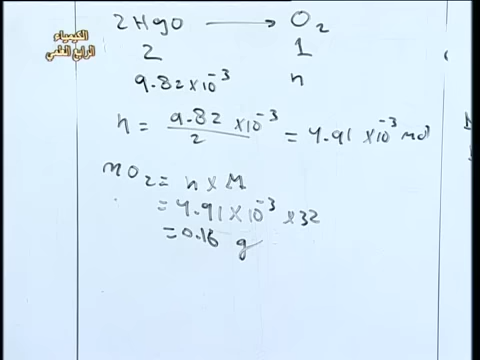 2HgO ⟶ O2
الكيمياء
الرابع العلمي
2 1
9.82×10⁻³ n
n = 9.82 ×10⁻³ / 2 = 4.91 ×10⁻³ mol
mO2 = n × M
= 4.91 × 10⁻³ × 32
= 0.16 g